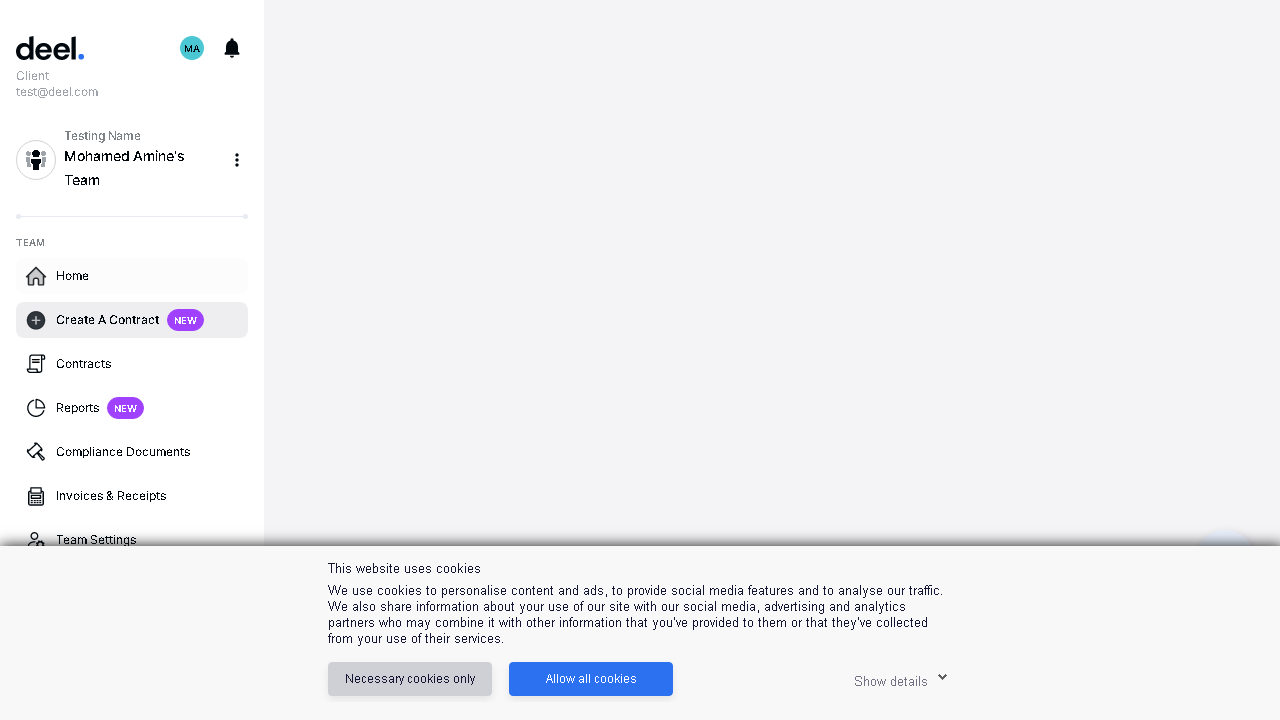 deel.
MA
Client
test@deel.com
Testing Name
Mohamed Amine's
Team
TEAM
Home
Create A Contract NEW
Contracts
Reports NEW
Compliance Documents
Invoices & Receipts
Team Settings
This website uses cookies
We use cookies to personalise content and ads, to provide social media features and to analyse our traffic.
We also share information about your use of our site with our social media, advertising and analytics
partners who may combine it with other information that you've provided to them or that they've collected
from your use of their services.
Necessary cookies only
Allow all cookies
Show details